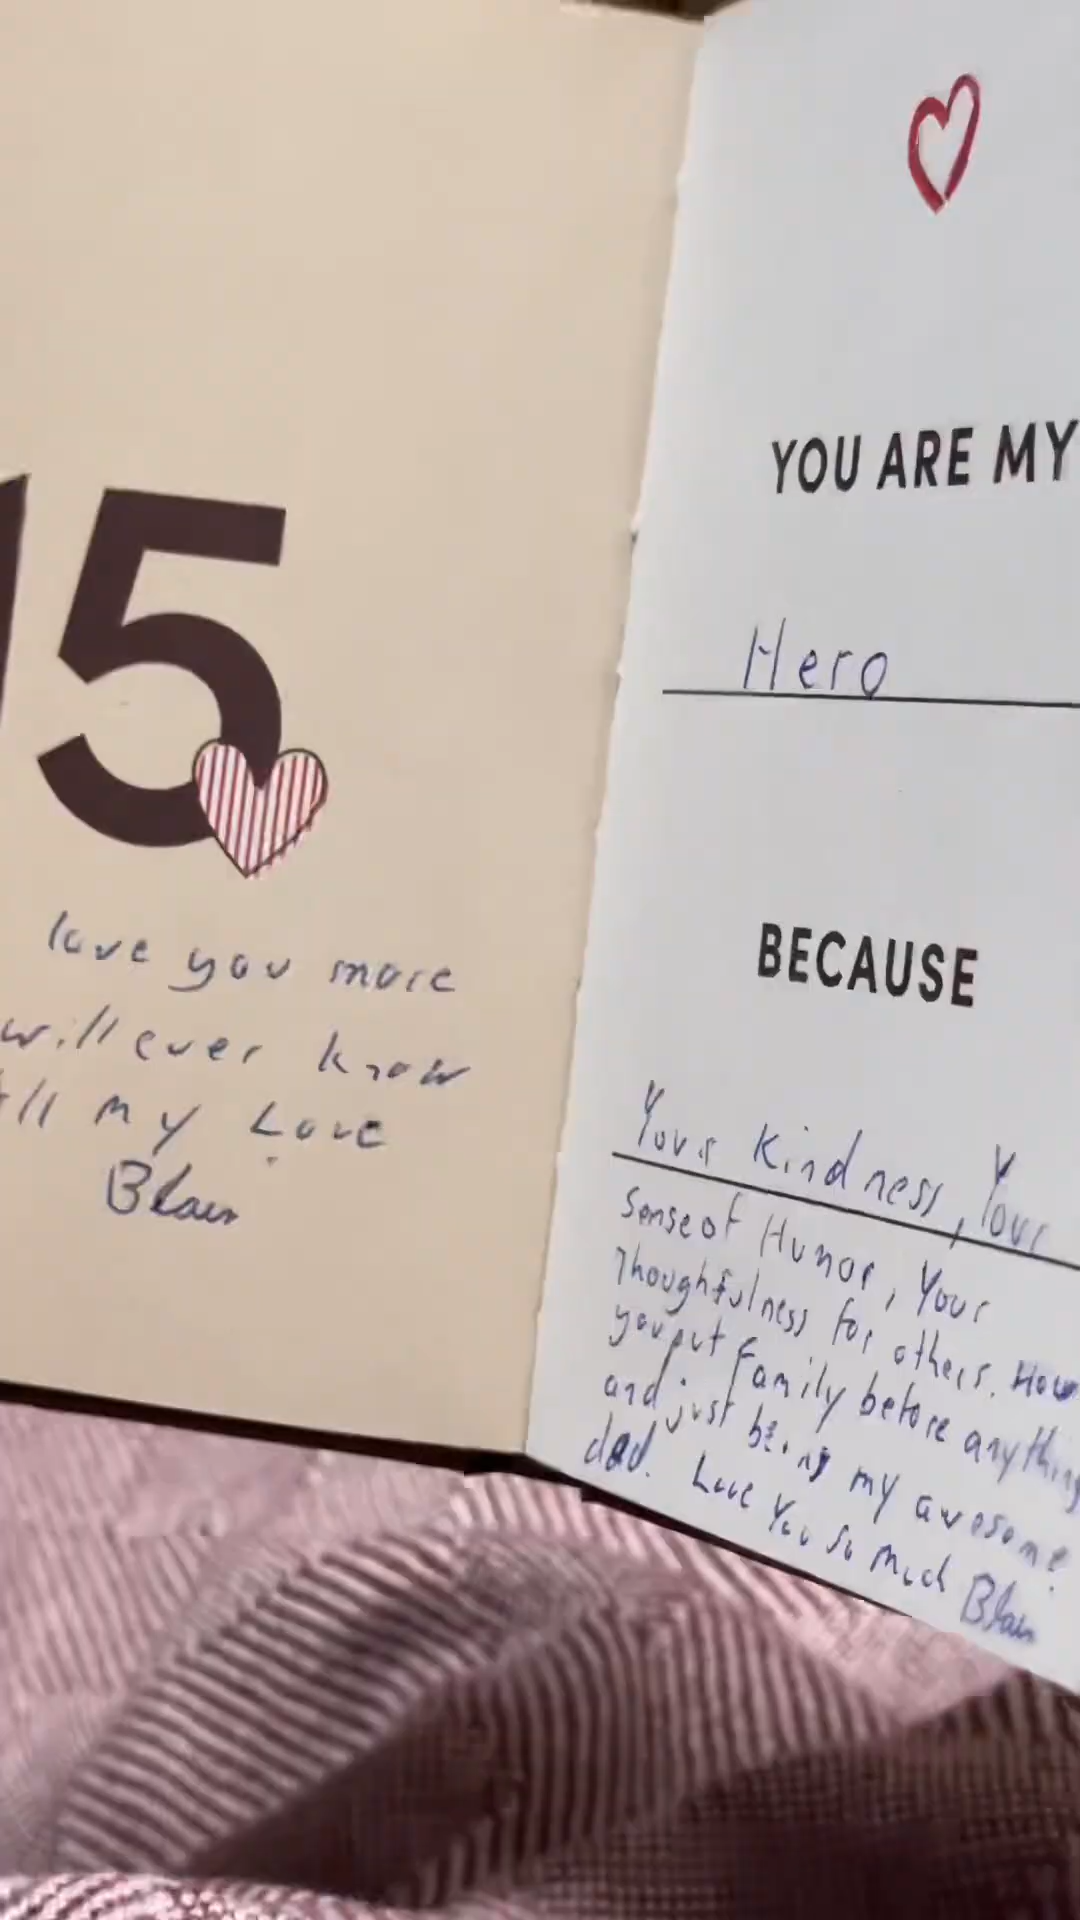 15
love you more
will ever know
All my Love
Blair
YOU ARE MY
Hero
BECAUSE
Your Kindness, Your
Sense of Humor, Your
Thoughtfulness for others. How
you put Family before anything
and just being my awesome
dad. Love You So Much Blair